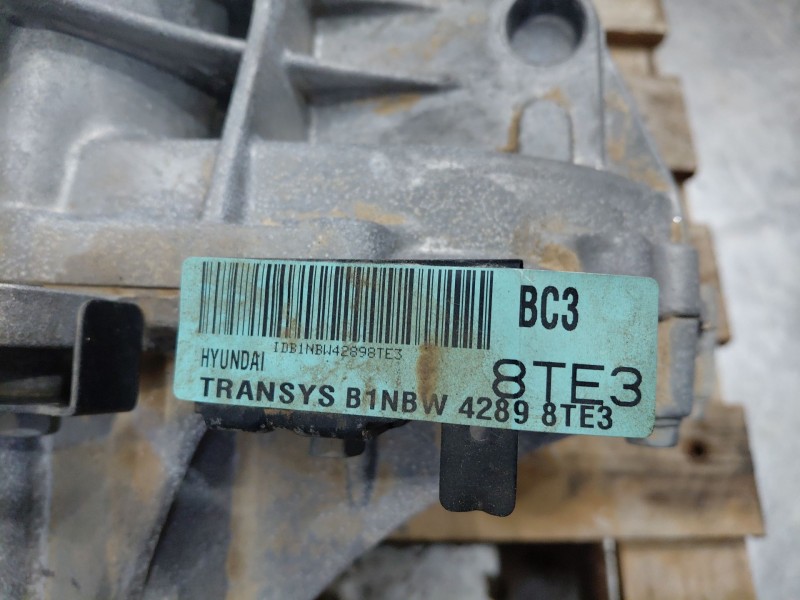 BC3
IDB1NBW42898TE3
HYUNDAI
8TE3
TRANSYS B1NBW 4289 8TE3